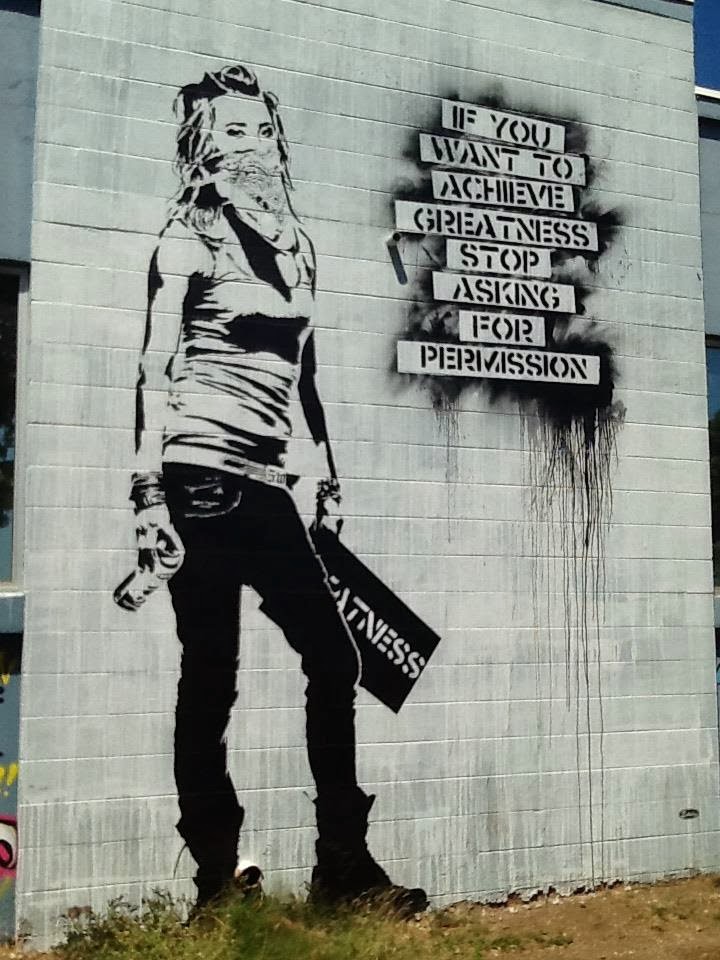 IF YOU
WANT TO
ACHIEVE
GREATNESS
STOP
ASKING
FOR
PERMISSION
ATNESS